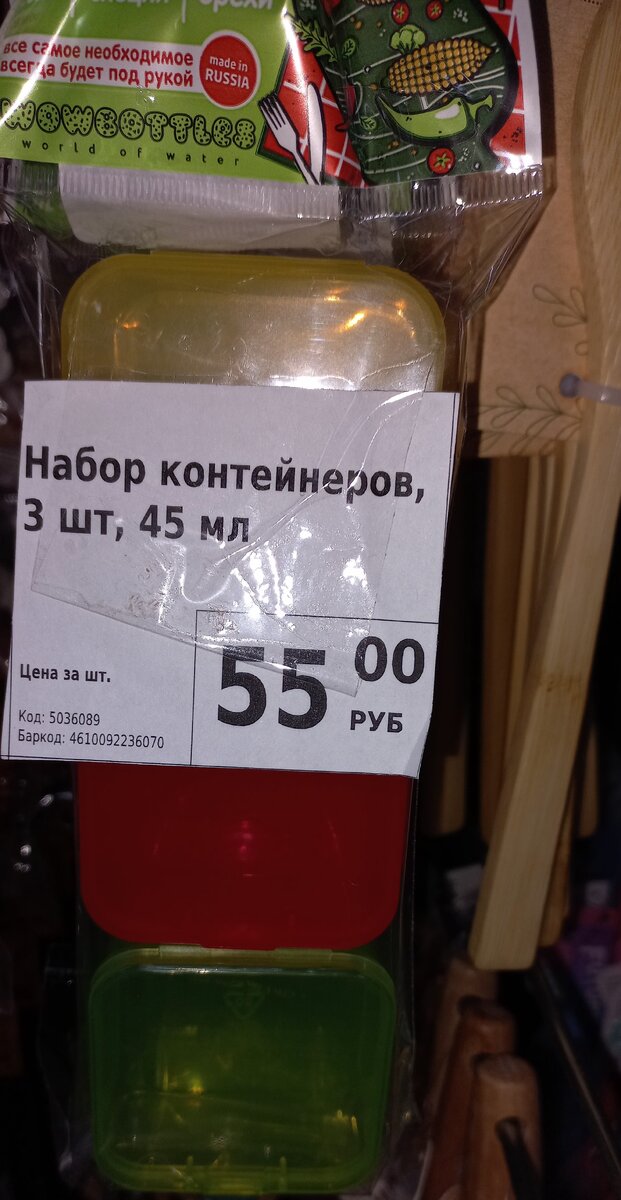 орехи
все самое необходимое
всегда будет под рукой
made in
RUSSIA
WOWBOTTLES
world of water
Набор контейнеров,
3 шт, 45 мл
Цена за шт.
55 00
РУБ
Код: 5036089
Баркод: 4610092236070